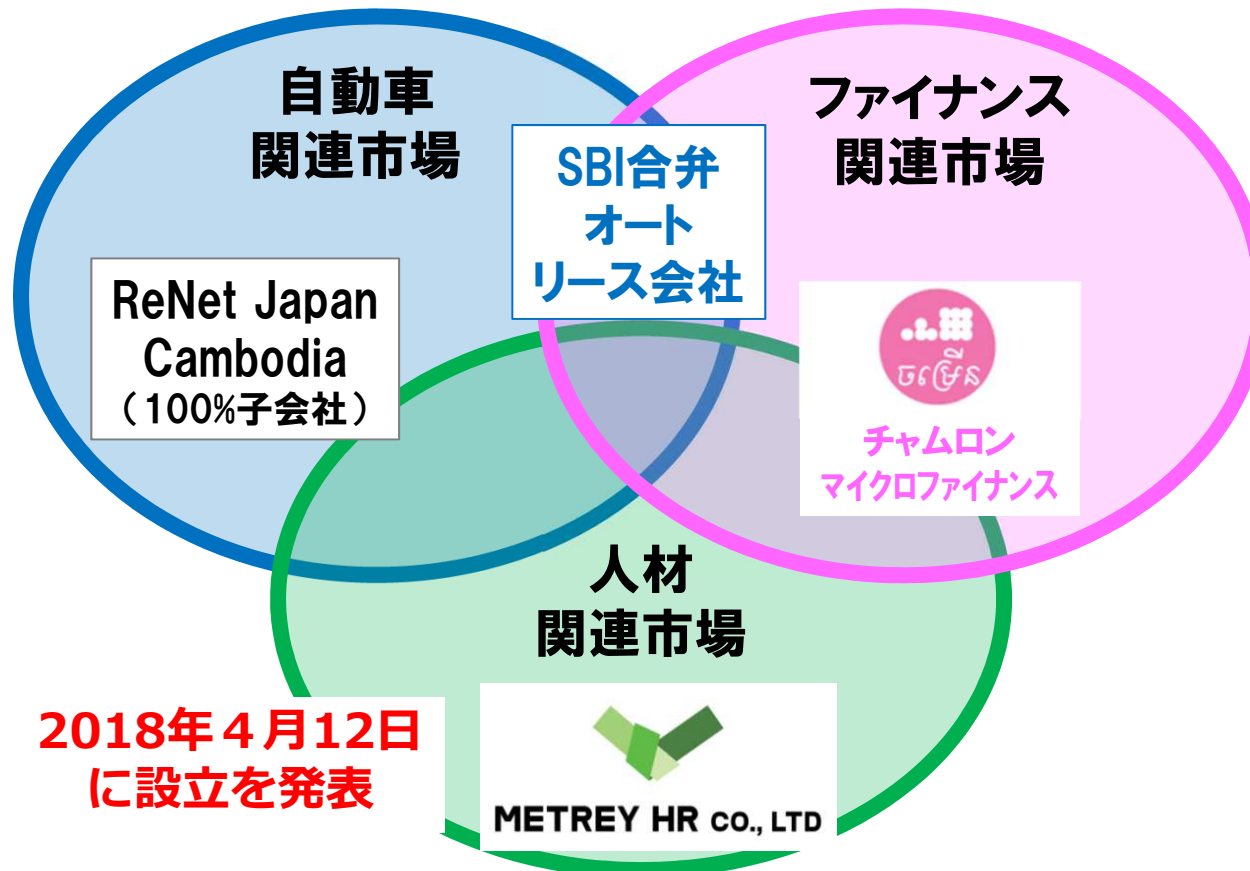 自動車
関連市場
ファイナンス
関連市場
SBI合弁
オート
リース会社
ReNet Japan
Cambodia
（100%子会社）
ចម្រើន
チャムロン
マイクロファイナンス
人材
関連市場
2018年４月12日
に設立を発表
METREY HR CO., LTD